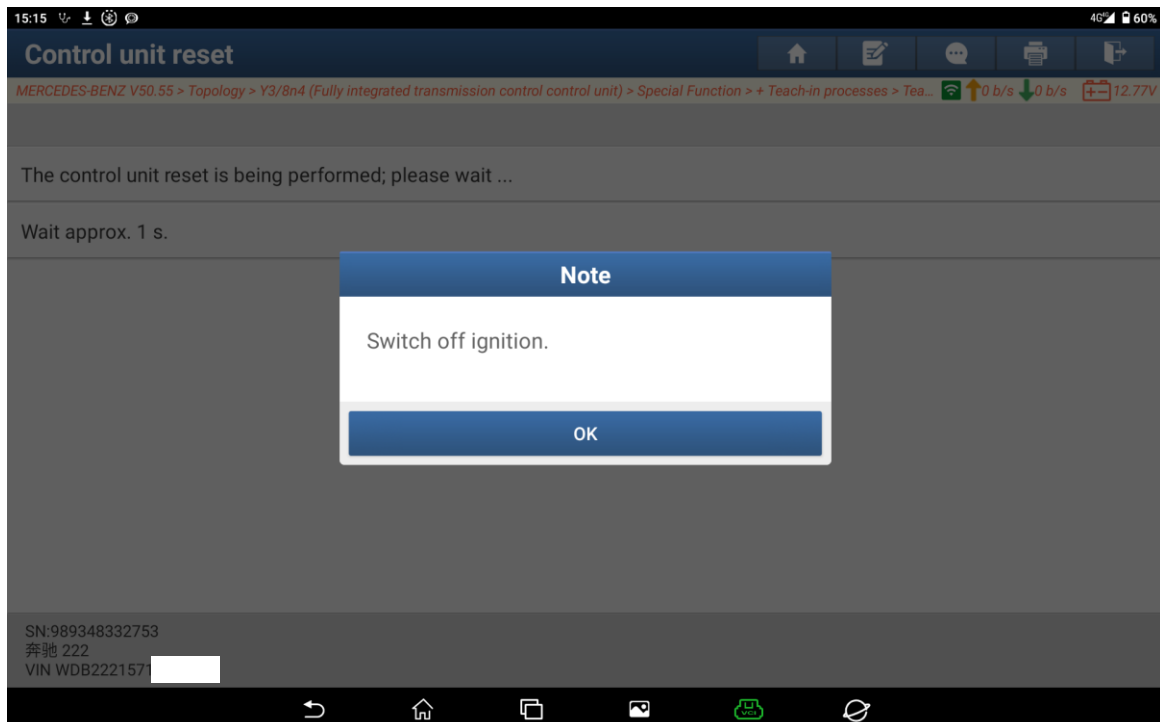 15:15
4G 60%
Control unit reset
MERCEDES-BENZ V50.55 > Topology > Y3/8n4 (Fully integrated transmission control control unit) > Special Function > + Teach-in processes > Tea... 0 b/s 0 b/s 12.77V
The control unit reset is being performed; please wait ...
Wait approx. 1 s.
Note
Switch off ignition.
OK
SN:989348332753
奔驰 222
VIN WDB2221571
VCI